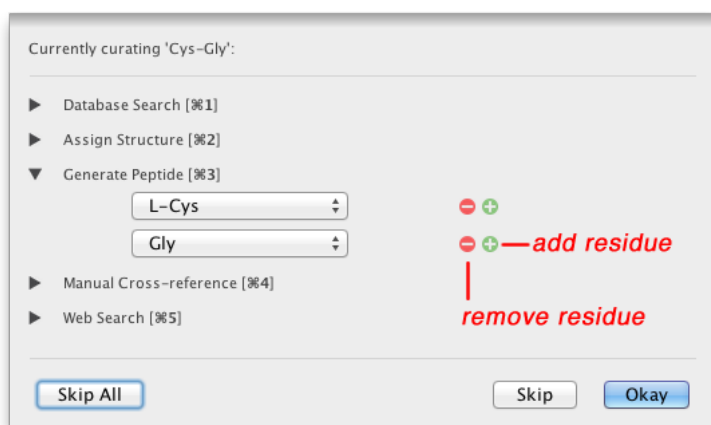 Currently curating 'Cys-Gly':
Database Search [⌘1]
Assign Structure [⌘2]
Generate Peptide [⌘3]
L-Cys
Gly
add residue
Manual Cross-reference [⌘4]
Web Search [⌘5]
remove residue
Skip All
Skip
Okay